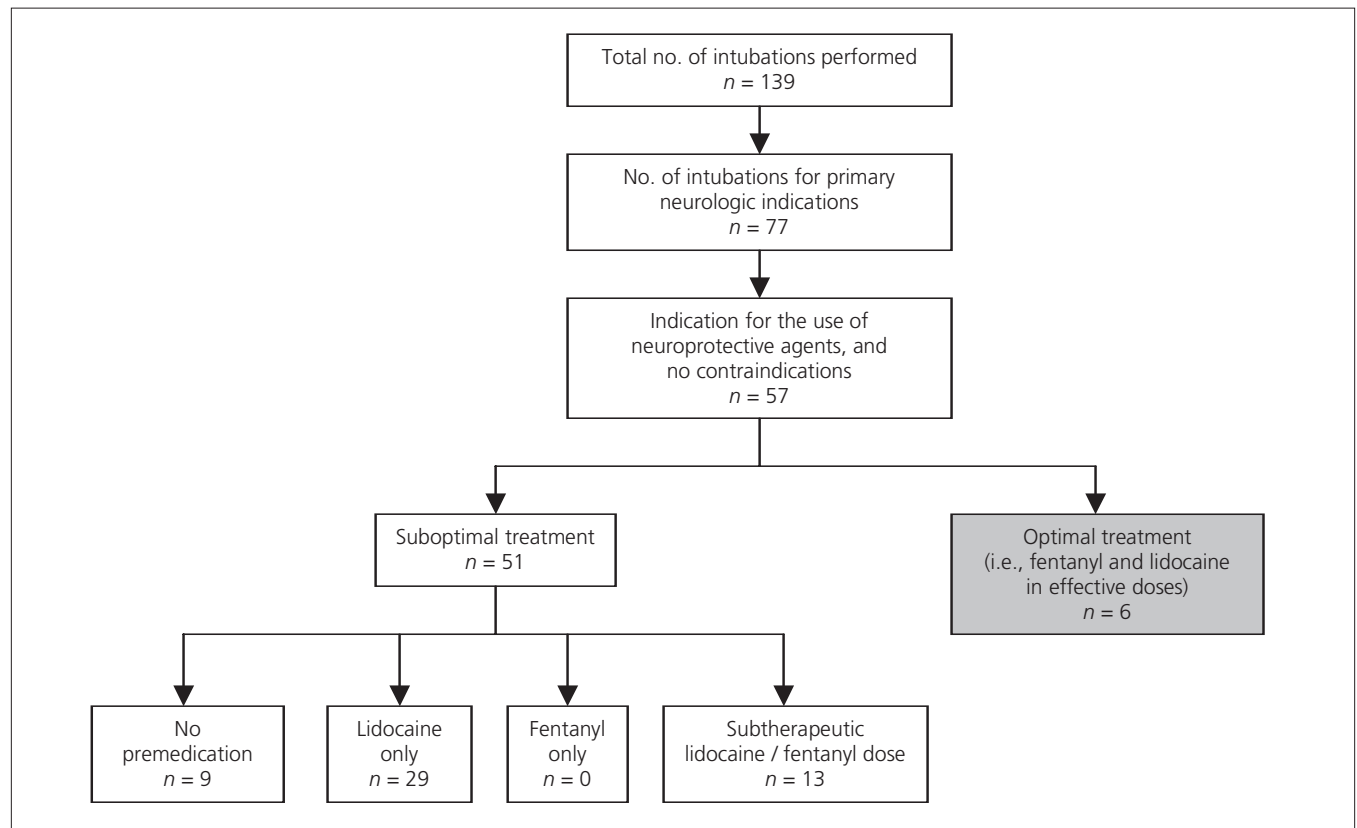 Total no. of intubations performed
n = 139
No. of intubations for primary
neurologic indications
n = 77
Indication for the use of
neuroprotective agents, and
no contraindications
n = 57
Suboptimal treatment
n = 51
Optimal treatment
(i.e., fentanyl and lidocaine
in effective doses)
n = 6
No
premedication
n = 9
Lidocaine
only
n = 29
Fentanyl
only
n = 0
Subtherapeutic
lidocaine / fentanyl dose
n = 13